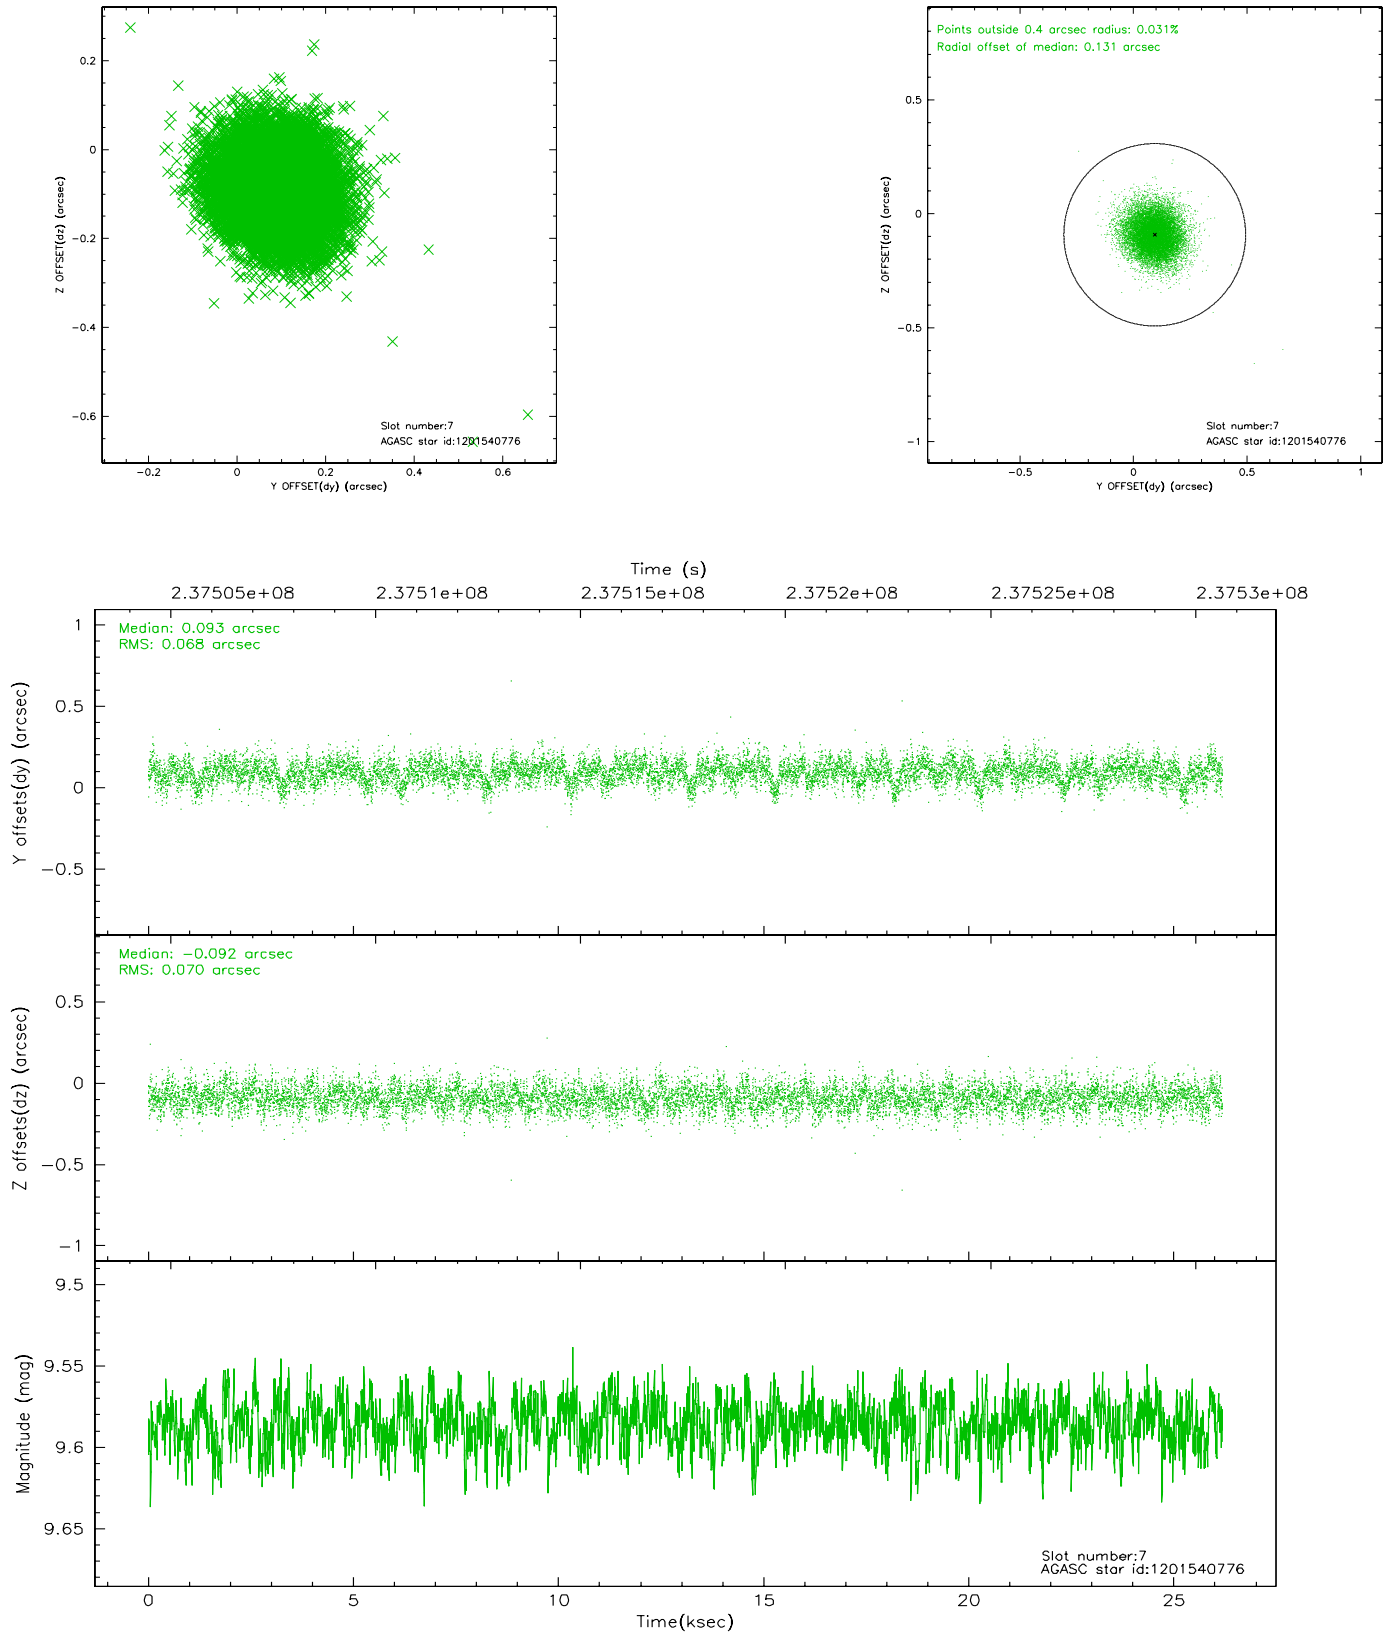 0.2
0
-0.2
-0.4
-0.6
Z OFFSET(dz) (arcsec)
-0.2
0
0.2
0.4
0.6
Y OFFSET(dy) (arcsec)
Slot number:7
AGASC star id:1201540776
Points outside 0.4 arcsec radius: 0.031%
Radial offset of median: 0.131 arcsec
0.5
0
-0.5
-1
Z OFFSET(dz) (arcsec)
-0.5
0
0.5
1
Y OFFSET(dy) (arcsec)
Slot number:7
AGASC star id:1201540776
Time (s)
2.37505e+08
2.3751e+08
2.37515e+08
2.3752e+08
2.37525e+08
2.3753e+08
Median: 0.093 arcsec
RMS: 0.068 arcsec
1
0.5
0
-0.5
Y offsets(dy) (arcsec)
Median: -0.092 arcsec
RMS: 0.070 arcsec
0.5
0
-0.5
-1
Z offsets(dz) (arcsec)
9.5
9.55
9.6
9.65
Magnitude (mag)
Slot number:7
AGASC star id:1201540776
0
5
10
15
20
25
Time(ksec)